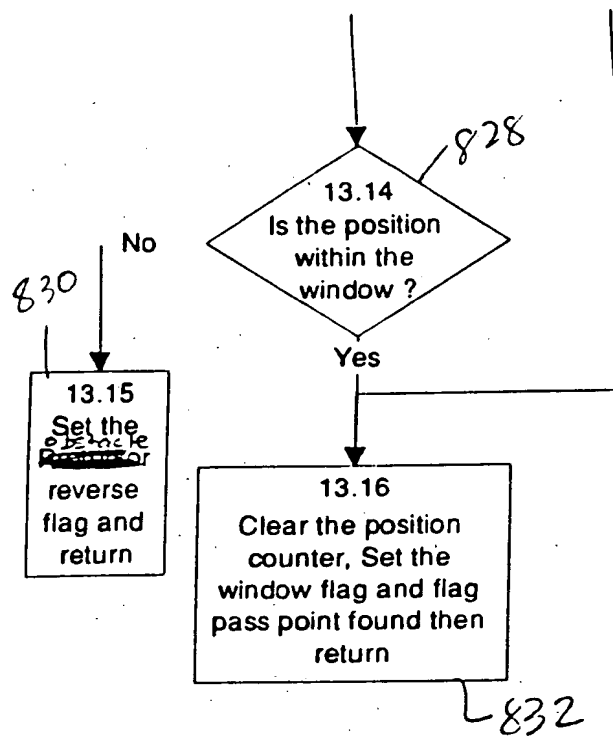 828
13.14
Is the position
within the
window ?
No
Yes
830
13.15
Set the
obstacle
reverse
flag and
return
13.16
Clear the position
counter, Set the
window flag and flag
pass point found then
return
832